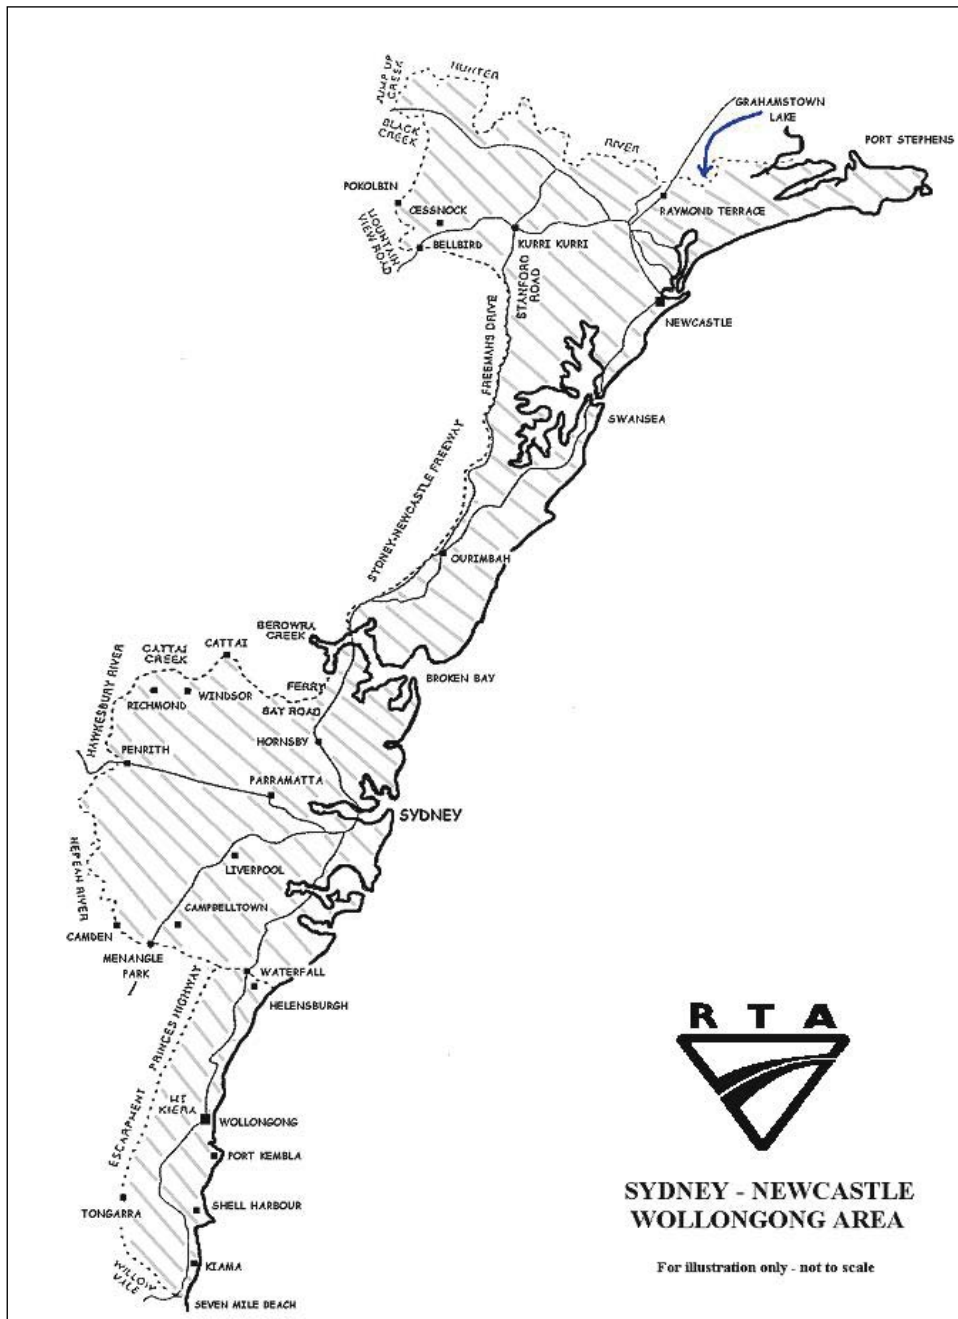 JUMP UP
CREEK
HUNTER
BLACK
CREEK
RIVER
GRAHAMSTOWN
LAKE
PORT STEPHENS
POKOLBIN
CESSNOCK
RAYMOND TERRACE
MOUNTAIN
VIEW ROAD
BELLBIRD
KURRI KURRI
STANFORD
ROAD
FREEMANS DRIVE
NEWCASTLE
SWANSEA
SYDNEY-NEWCASTLE FREEWAY
OURIMBAH
BEROWRA
CREEK
CATTAI
CATTAI
CREEK
HAWKESBURY RIVER
FERRY
BROKEN BAY
RICHMOND
WINDSOR
BAY ROAD
HORNSBY
PENRITH
PARRAMATTA
SYDNEY
NEPEAN RIVER
LIVERPOOL
CAMPBELLTOWN
CAMDEN
MENANGLE
PARK
WATERFALL
HELENSBURGH
PRINCES HIGHWAY
ESCARPMENT
MT
KIERA
WOLLONGONG
PORT KEMBLA
TONGARRA
SHELL HARBOUR
KIAMA
WILLOW
VALE
SEVEN MILE BEACH
RTA
SYDNEY - NEWCASTLE
WOLLONGONG AREA
For illustration only - not to scale